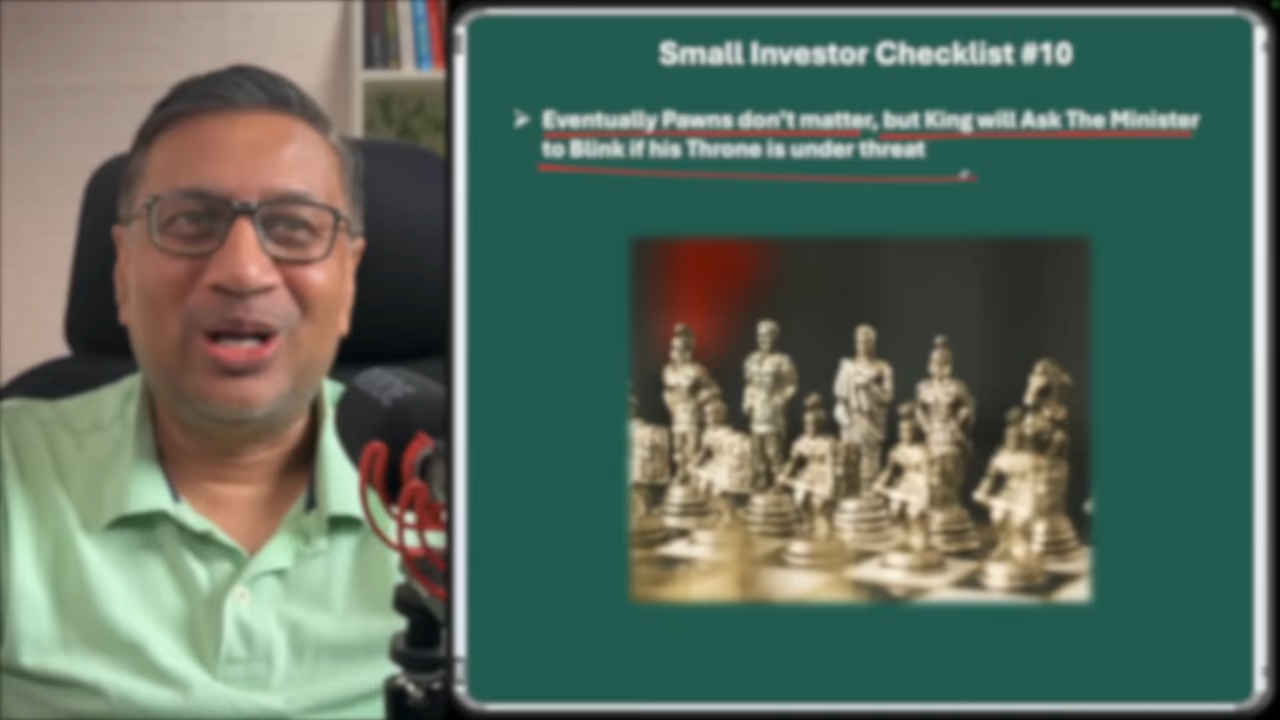 Small Investor Checklist #10
➤ Eventually Pawns don't matter, but King will Ask The Minister
to Blink if his Throne is under threat